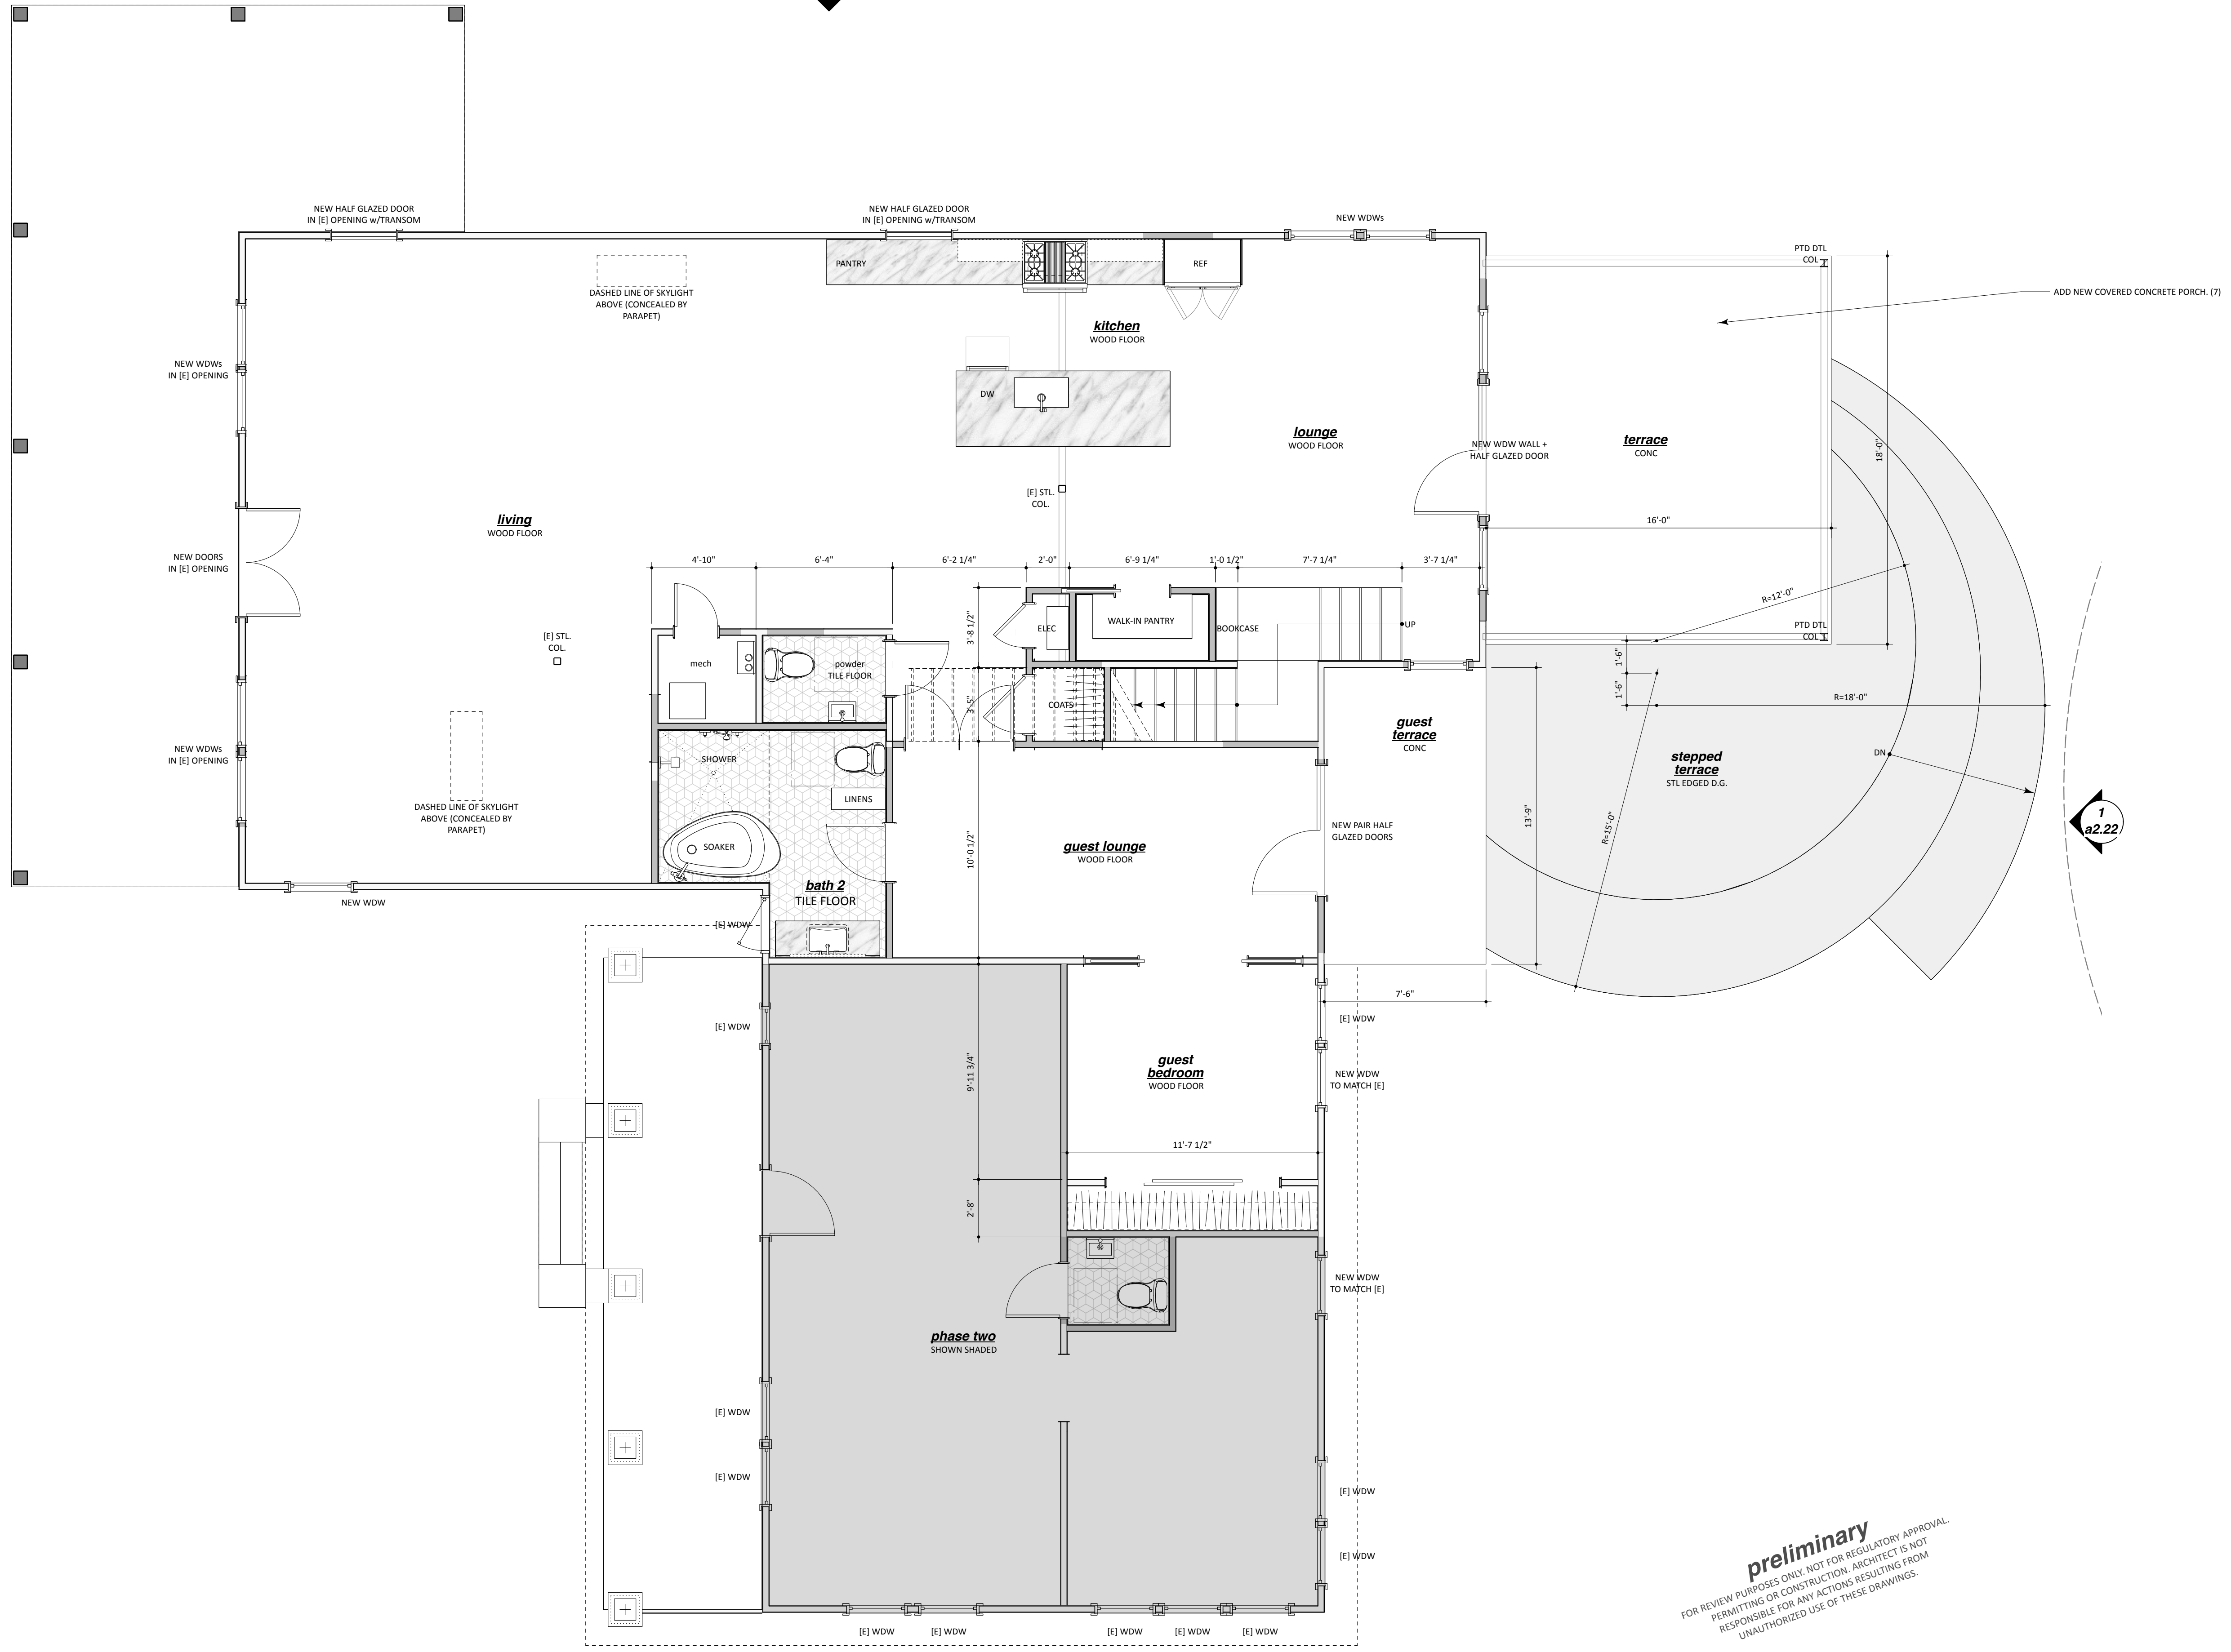 NEW HALF GLAZED DOOR
IN [E] OPENING w/TRANSOM
NEW HALF GLAZED DOOR
IN [E] OPENING w/TRANSOM
NEW WDWs
PTD DTL
COL
PANTRY
REF
DASHED LINE OF SKYLIGHT
ABOVE (CONCEALED BY
PARAPET)
ADD NEW COVERED CONCRETE PORCH. (7)
kitchen
WOOD FLOOR
NEW WDWs
IN [E] OPENING
DW
lounge
WOOD FLOOR
NEW WDW WALL +
HALF GLAZED DOOR
terrace
CONC
18'-0"
[E] STL.
COL.
living
WOOD FLOOR
16'-0"
NEW DOORS
IN [E] OPENING
4'-10"
6'-4"
6'-2 1/4"
2'-0"
6'-9 1/4"
1'-0 1/2"
7'-7 1/4"
3'-7 1/4"
R=12'-0"
3'-8 1/2"
ELEC
WALK-IN PANTRY
BOOKCASE
UP
PTD DTL
COL
[E] STL.
COL.
mech
powder
TILE FLOOR
1'-6"
1'-6"
R=18'-0"
3'-5"
COATS
guest
terrace
CONC
NEW WDWs
IN [E] OPENING
SHOWER
DN
stepped
terrace
STL EDGED D.G.
LINENS
DASHED LINE OF SKYLIGHT
ABOVE (CONCEALED BY
PARAPET)
13'-9"
R=15'-0"
1
a2.22
NEW PAIR HALF
GLAZED DOORS
SOAKER
10'-0 1/2"
guest lounge
WOOD FLOOR
bath 2
TILE FLOOR
NEW WDW
[E] WDW
7'-6"
[E] WDW
[E] WDW
9'-11 3/4"
guest
bedroom
WOOD FLOOR
NEW WDW
TO MATCH [E]
11'-7 1/2"
2'-8"
NEW WDW
TO MATCH [E]
phase two
SHOWN SHADED
[E] WDW
[E] WDW
[E] WDW
[E] WDW
[E] WDW
[E] WDW
[E] WDW
[E] WDW
[E] WDW
preliminary
FOR REVIEW PURPOSES ONLY. NOT FOR REGULATORY APPROVAL.
PERMITTING OR CONSTRUCTION. ARCHITECT IS NOT
RESPONSIBLE FOR ANY ACTIONS RESULTING FROM
UNAUTHORIZED USE OF THESE DRAWINGS.